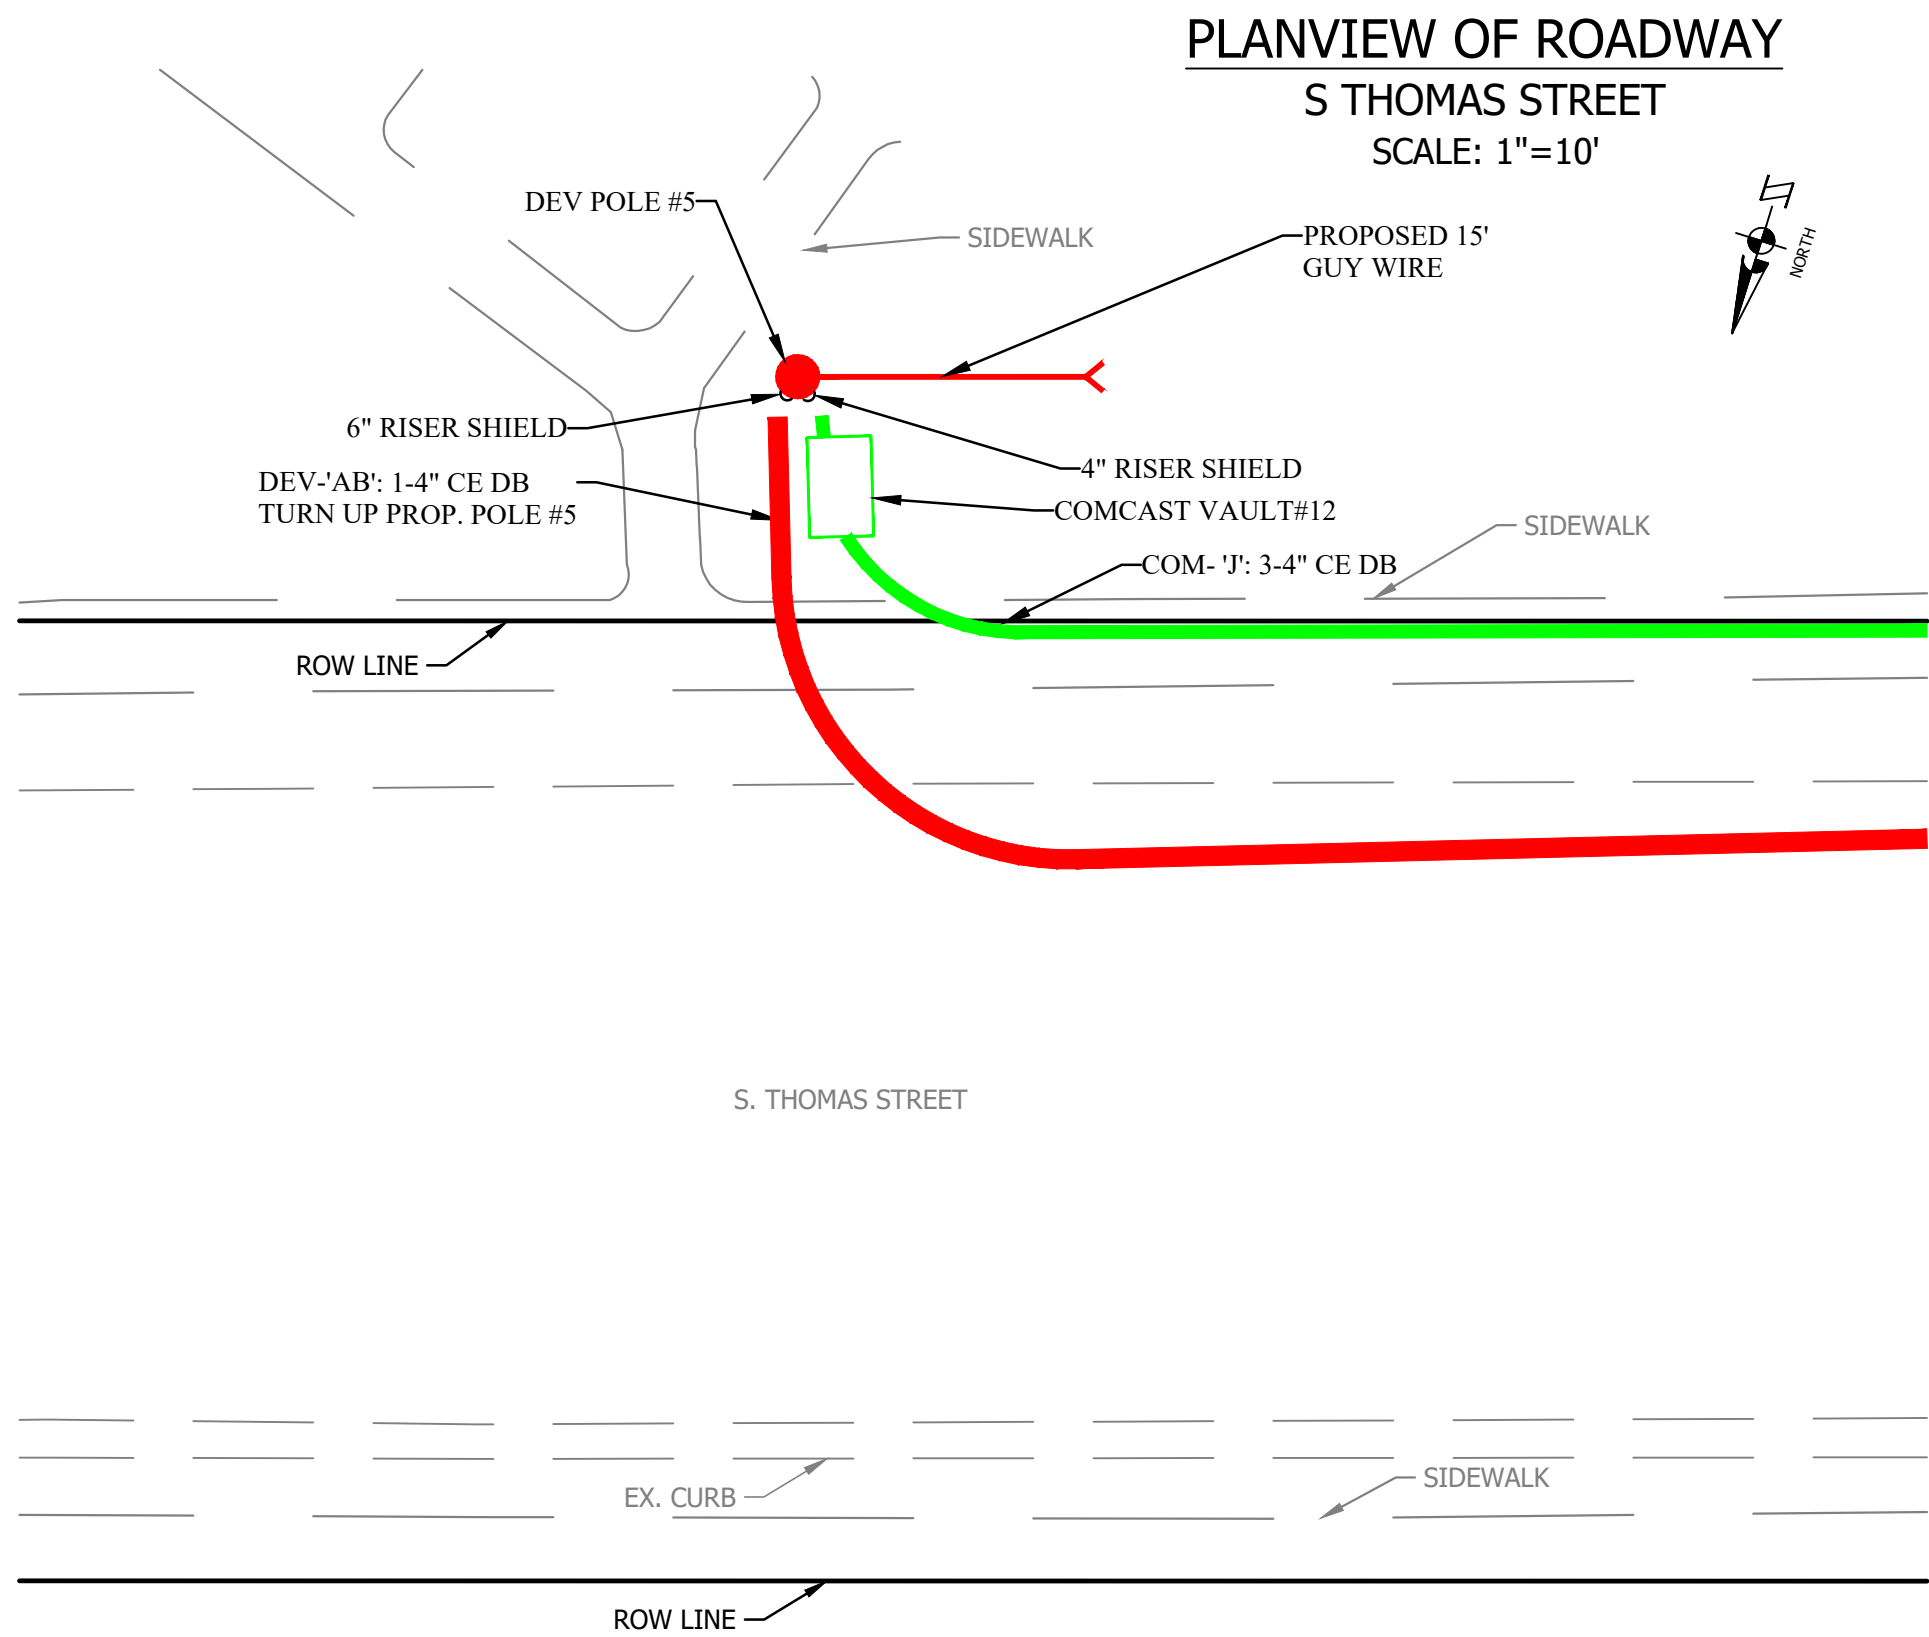 PLANVIEW OF ROADWAY
S THOMAS STREET
SCALE: 1"=10'
DEV POLE #5
SIDEWALK
PROPOSED 15'
GUY WIRE
NORTH
6" RISER SHIELD
4" RISER SHIELD
DEV-'AB': 1-4" CE DB
TURN UP PROP. POLE #5
COMCAST VAULT#12
SIDEWALK
COM- 'J': 3-4" CE DB
ROW LINE
S. THOMAS STREET
EX. CURB
SIDEWALK
ROW LINE